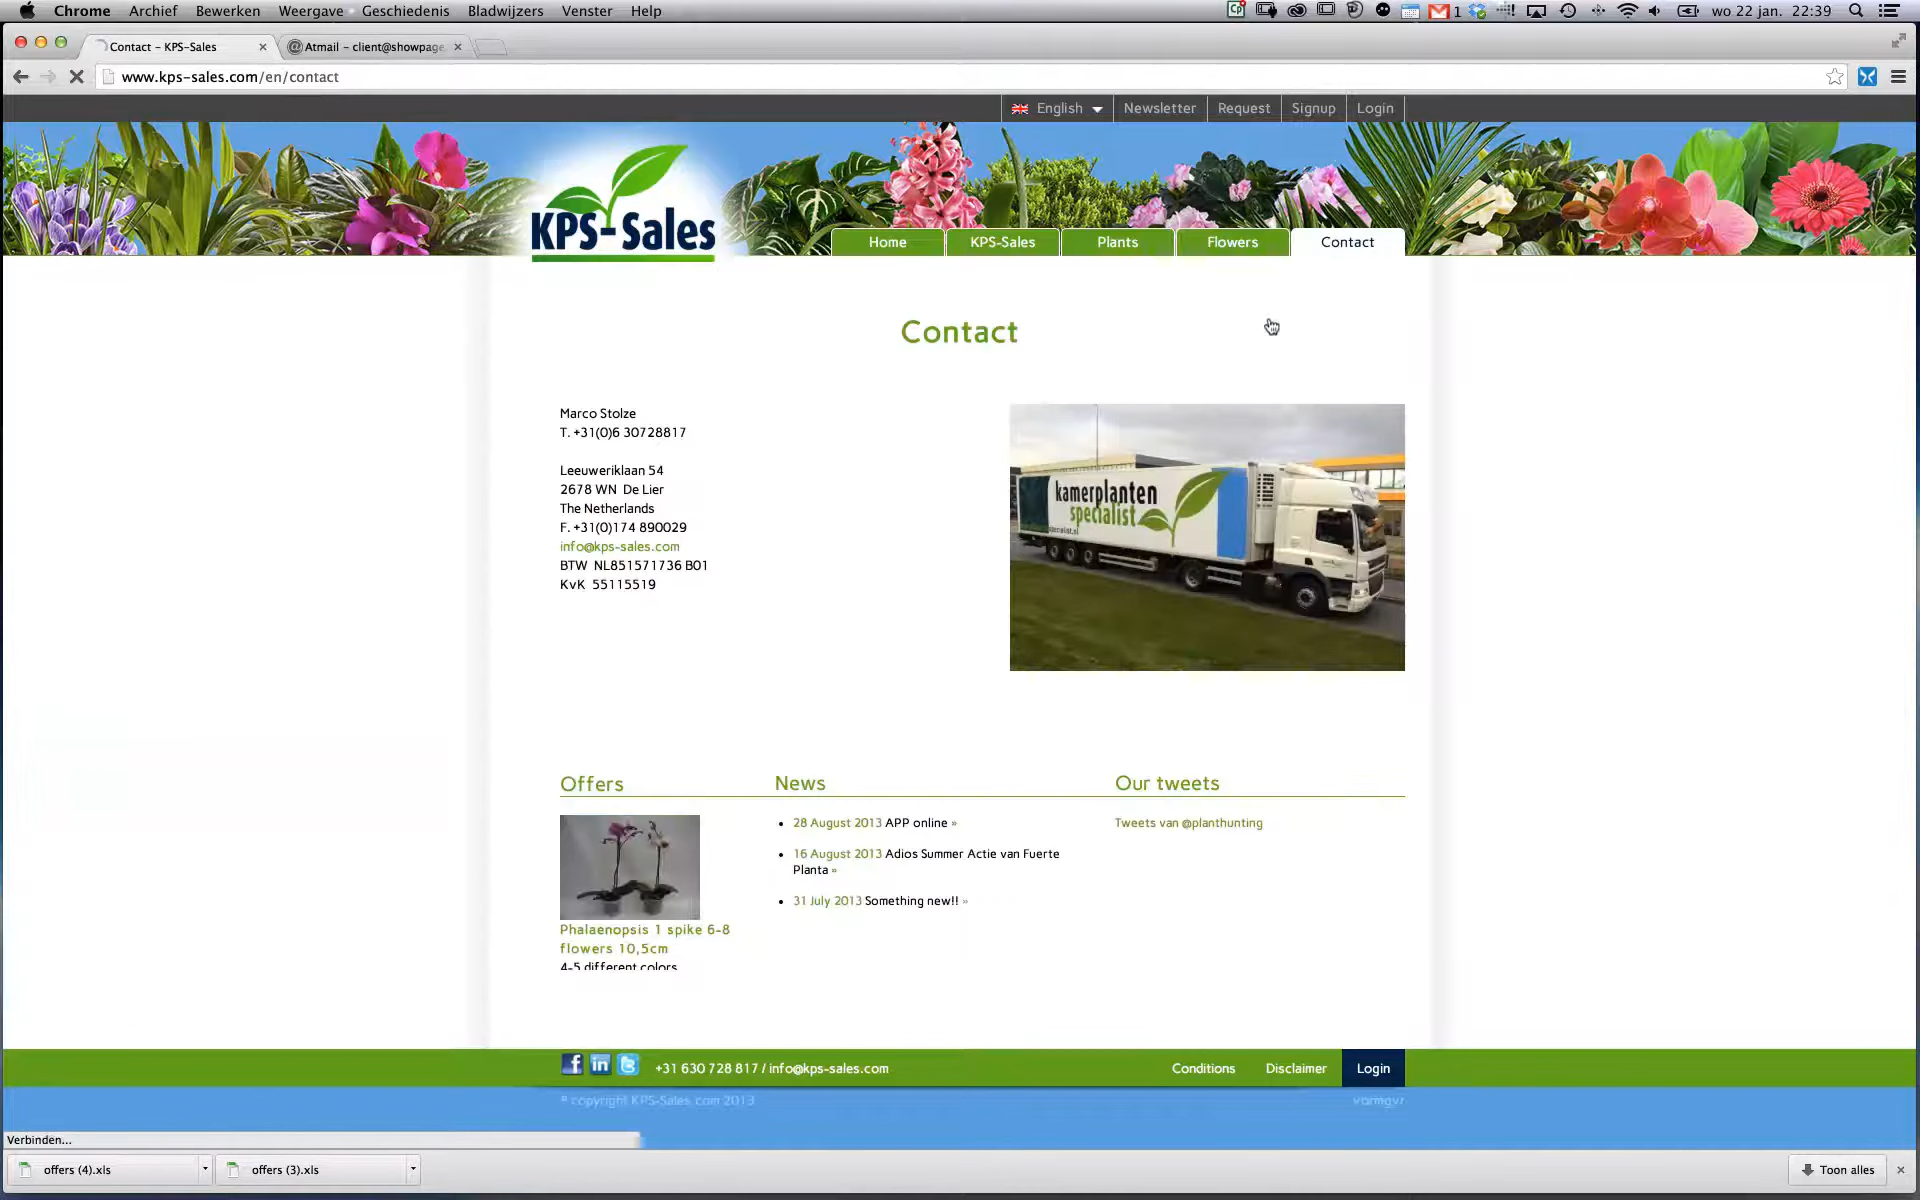 Chrome Archief Bewerken Weergave Geschiedenis Bladwijzers Venster Help
1 wo 22 jan. 22:39
Contact – KPS-Sales
Atmail – client@showpage
www.kps-sales.com/en/contact
English Newsletter Request Signup Login
KPS-Sales
Home KPS-Sales Plants Flowers Contact
Contact
Marco Stolze
T. +31(0)6 30728817
Leeuweriklaan 54
2678 WN De Lier
The Netherlands
F. +31(0)174 890029
info@kps-sales.com
BTW NL851571736 B01
KvK 55115519
kamerplanten
specialist
Offers
News
Our tweets
Phalaenopsis 1 spike 6-8
flowers 10,5cm
4-5 different colors
28 August 2013 APP online »
16 August 2013 Adios Summer Actie van Fuerte
Planta »
31 July 2013 Something new!! »
Tweets van @planthunting
+31 630 728 817 / info@kps-sales.com
Conditions Disclaimer Login
© copyright KPS-Sales.com 2013
Verbinden...
offers (4).xls
offers (3).xls
Toon alles